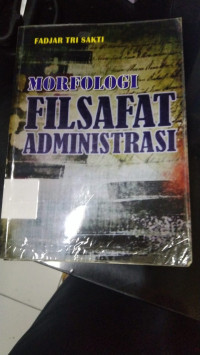 FADJAR TRI SAKTI
MORFOLOGI
FILSAFAT
ADMINISTRASI